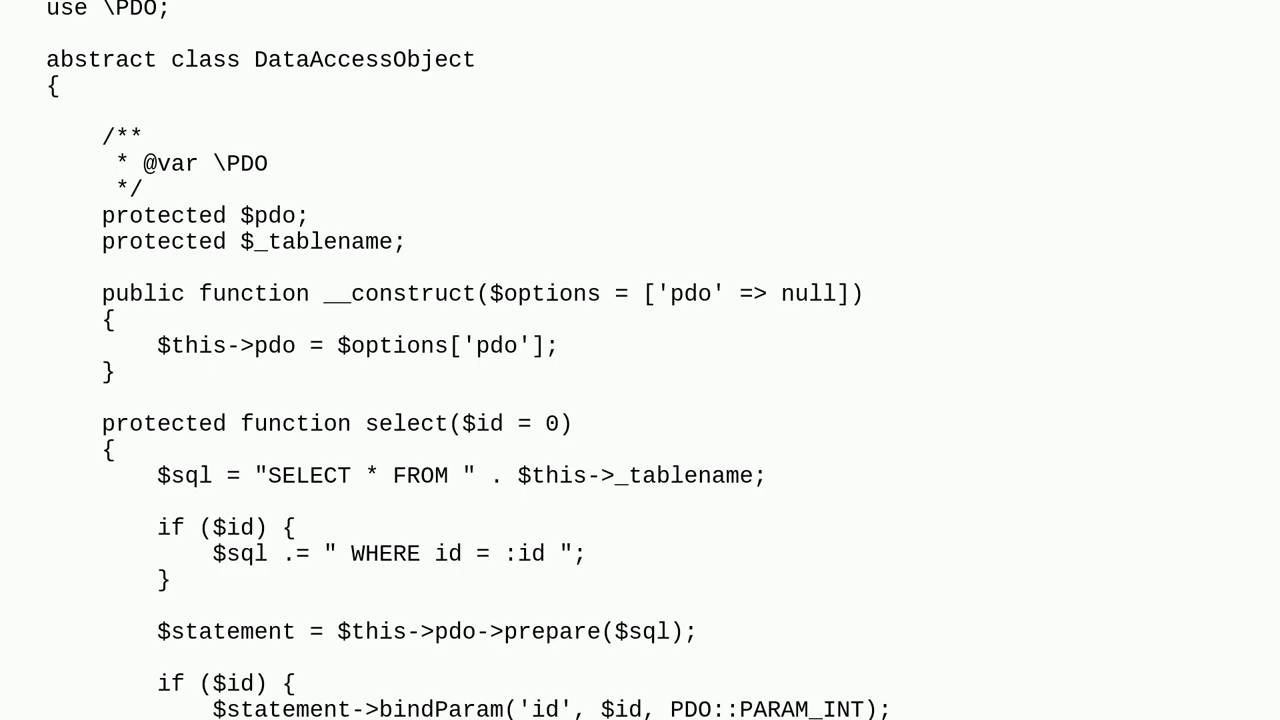 use \PDO;
abstract class DataAccessObject
{
/**
* @var \PDO
*/
protected $pdo;
protected $_tablename;
public function __construct($options = ['pdo' => null])
{
$this->pdo = $options['pdo'];
}
protected function select($id = 0)
{
$sql = "SELECT * FROM " . $this->_tablename;
if ($id) {
$sql .= " WHERE id = :id ";
}
$statement = $this->pdo->prepare($sql);
if ($id) {
$statement->bindParam('id', $id, PDO::PARAM_INT);